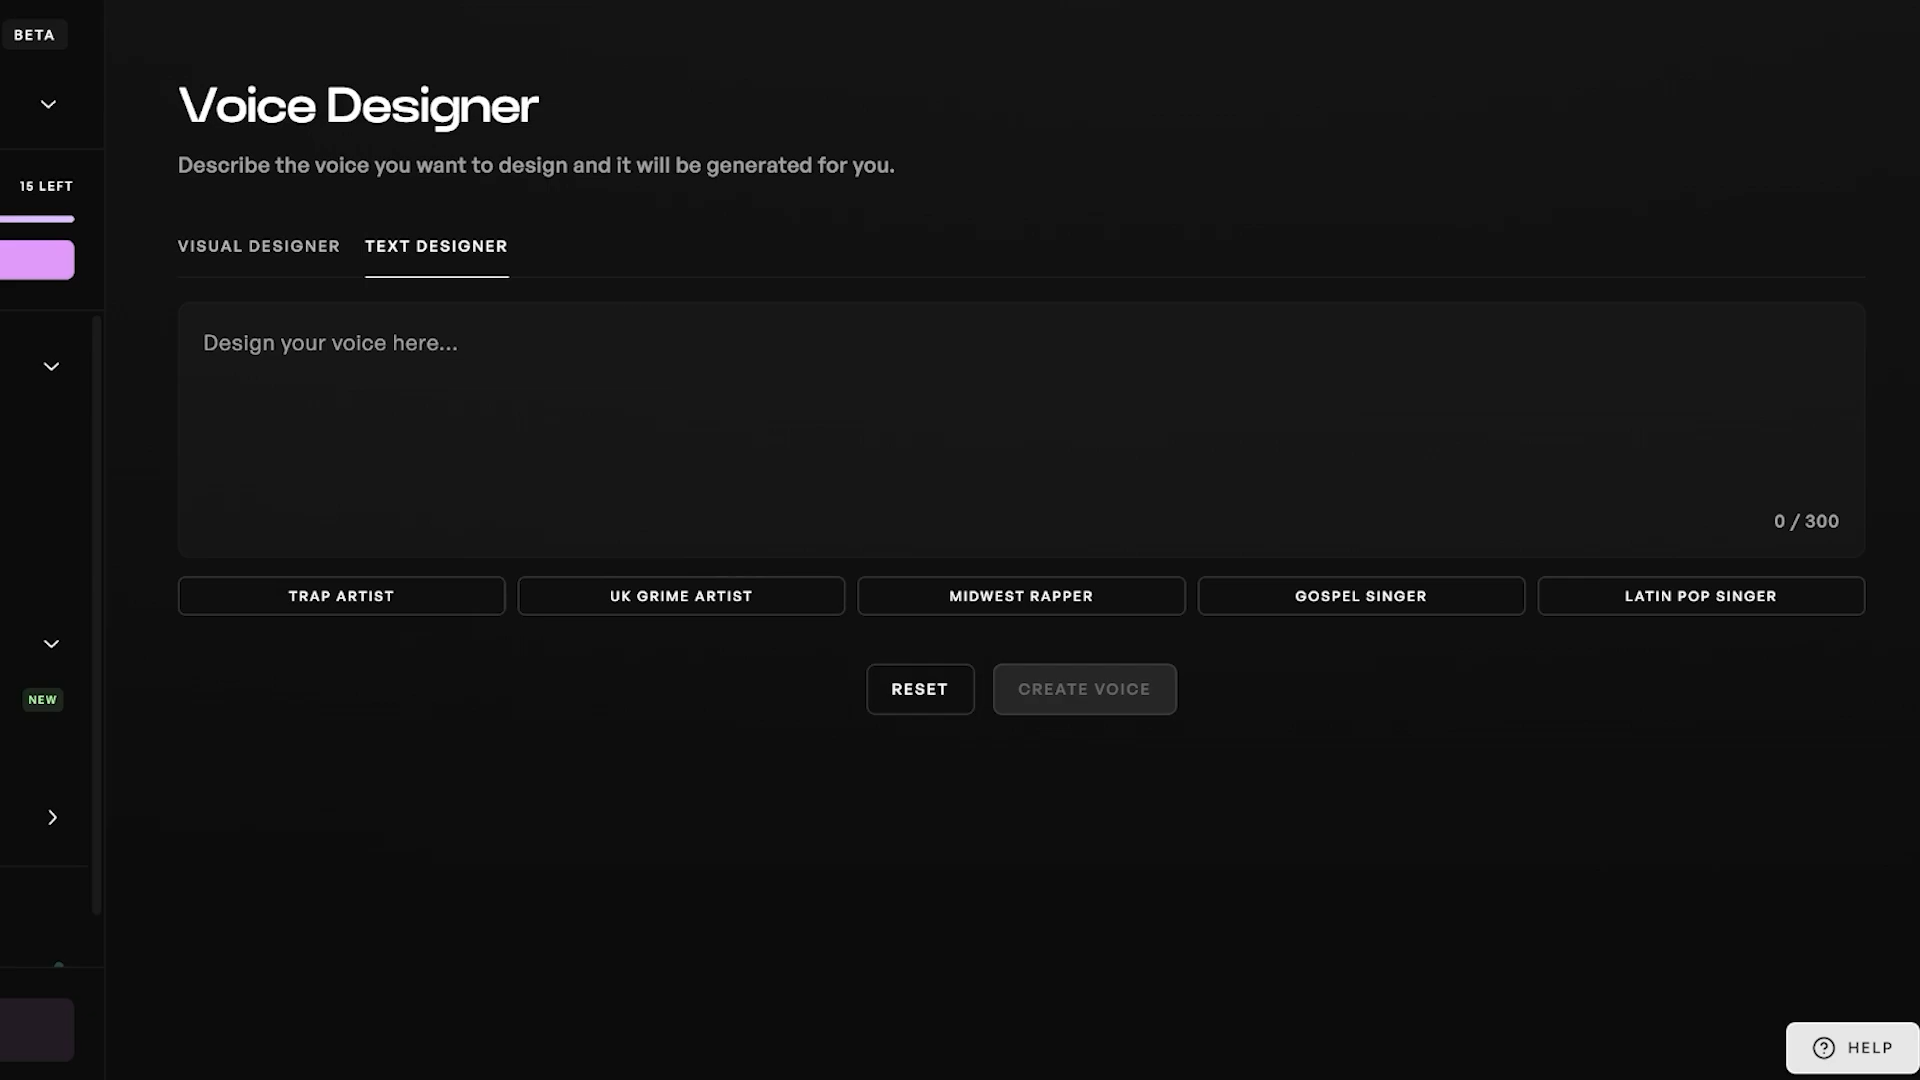 BETA
Voice Designer
Describe the voice you want to design and it will be generated for you.
15 LEFT
VISUAL DESIGNER
TEXT DESIGNER
Design your voice here...
0 / 300
TRAP ARTIST
UK GRIME ARTIST
MIDWEST RAPPER
GOSPEL SINGER
LATIN POP SINGER
RESET
CREATE VOICE
NEW
HELP